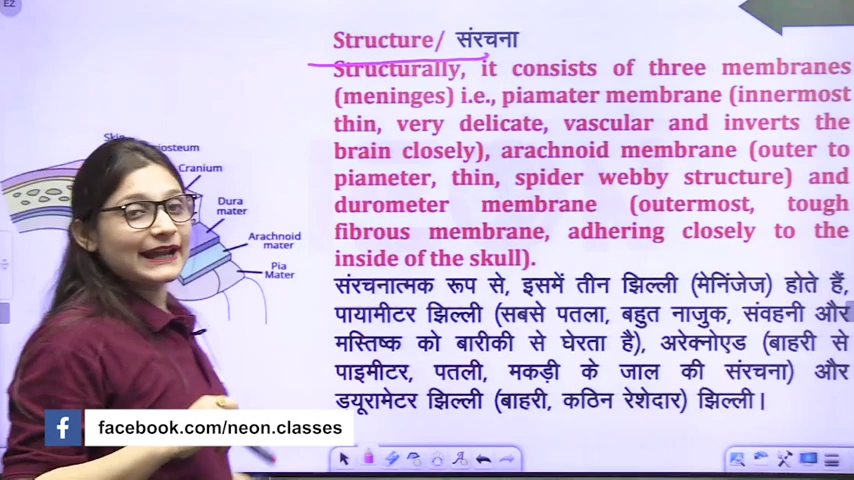 EZ
Structure/ संरचना
Structurally, it consists of three membranes
(meninges) i.e., piamater membrane (innermost
thin, very delicate, vascular and inverts the
brain closely), arachnoid membrane (outer to
piameter, thin, spider webby structure) and
durometer membrane (outermost, tough
fibrous membrane, adhering closely to the
inside of the skull).
संरचनात्मक रूप से, इसमें तीन झिल्ली (मेनिंजेज) होते हैं,
पायामीटर झिल्ली (सबसे पतला, बहुत नाजुक, संवहनी और
मस्तिष्क को बारीकी से घेरता है), अरेक्नोएड (बाहरी से
पाइमीटर, पतली, मकड़ी के जाल की संरचना) और
डयूरामेटर झिल्ली (बाहरी, कठिन रेशेदार) झिल्ली।
Skin
Cranium
Dura
mater
Arachnoid
mater
Pia
Mater
facebook.com/neon.classes